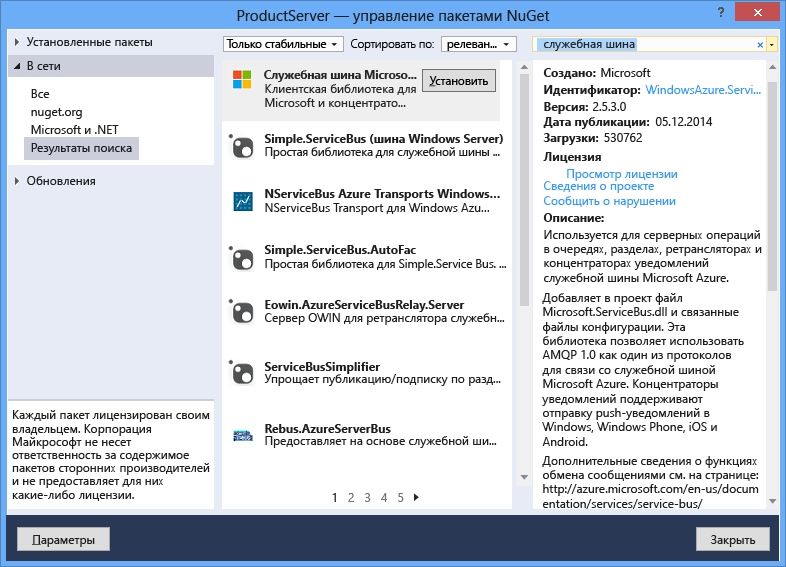 ProductServer — управление пакетами NuGet
Установленные пакеты
В сети
Все
nuget.org
Microsoft и .NET
Результаты поиска
Обновления
Каждый пакет лицензирован своим
владельцем. Корпорация
Майкрософт не несет
ответственность за содержимое
пакетов сторонних производителей
и не предоставляет для них
какие-либо лицензии.
Только стабильные
Сортировать по:
релеван...
Служебная шина Microso...
Установить
Клиентская библиотека для
Microsoft и концентрато...
Simple.ServiceBus (шина Windows Server)
Простая библиотека для служебной шины ...
NServiceBus Azure Transports Windows...
NServiceBus Transport для Windows Azu...
Simple.ServiceBus.AutoFac
Простая библиотека для Simple.Service Bus. ...
Eowin.AzureServiceBusRelay.Server
Сервер OWIN для ретранслятора служебн...
ServiceBusSimplifier
Упрощает публикацию/подписку по разд...
Rebus.AzureServerBus
Предоставляет на основе служебной ши...
1 2 3 4 5
служебная шина
Создано: Microsoft
Идентификатор: WindowsAzure.Servi...
Версия: 2.5.3.0
Дата публикации: 05.12.2014
Загрузки: 530762
Лицензия
Просмотр лицензии
Сведения о проекте
Сообщить о нарушении
Описание:
Используется для серверных операций
в очередях, разделах, ретрансляторах и
концентраторах уведомлений
служебной шины Microsoft Azure.
Добавляет в проект файл
Microsoft.ServiceBus.dll и связанные
файлы конфигурации. Эта
библиотека позволяет использовать
AMQP 1.0 как один из протоколов
для связи со служебной шиной
Microsoft Azure. Концентраторы
уведомлений поддерживают
отправку push-уведомлений в
Windows, Windows Phone, iOS и
Android.
Дополнительные сведения о функциях
обмена сообщениями см. на странице:
http://azure.microsoft.com/en-us/docum
entation/services/service-bus/
Параметры
Закрыть